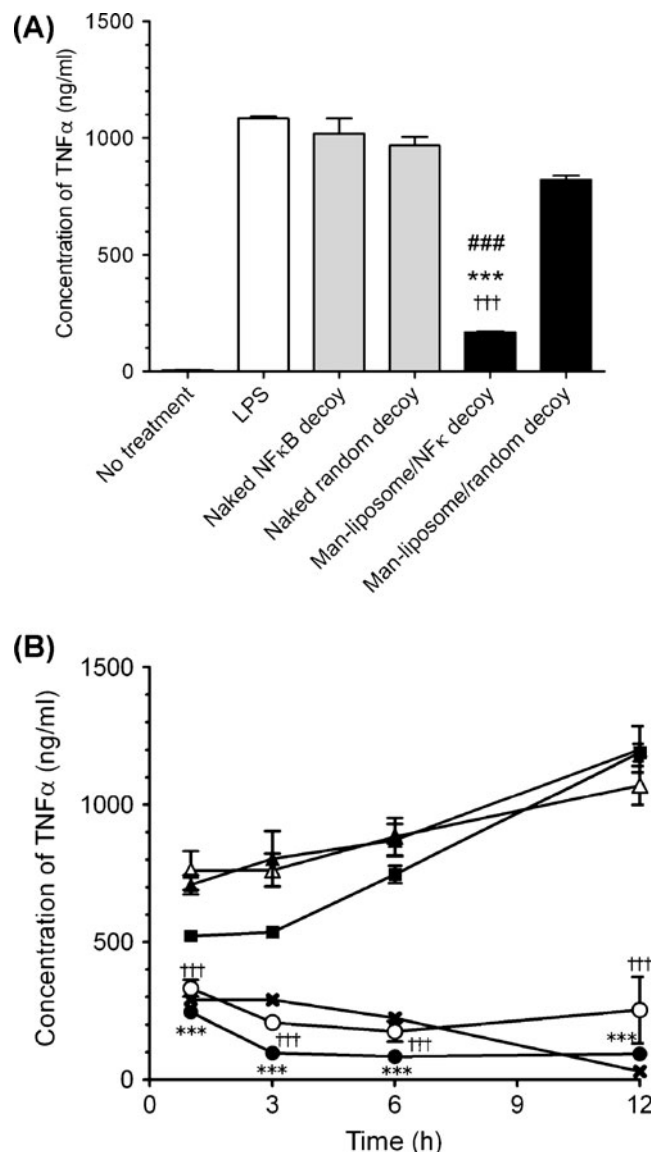 (A)
Concentration of TNFα (ng/ml)
1500
1000
500
0
###
***
†††
No treatment
LPS
Naked NFκB decoy
Naked random decoy
Man-liposome/NFκ decoy
Man-liposome/random decoy
(B)
Concentration of TNFα (ng/ml)
1500
1000
500
0
†††
***
†††
***
†††
***
†††
***
0
3
6
9
12
Time (h)